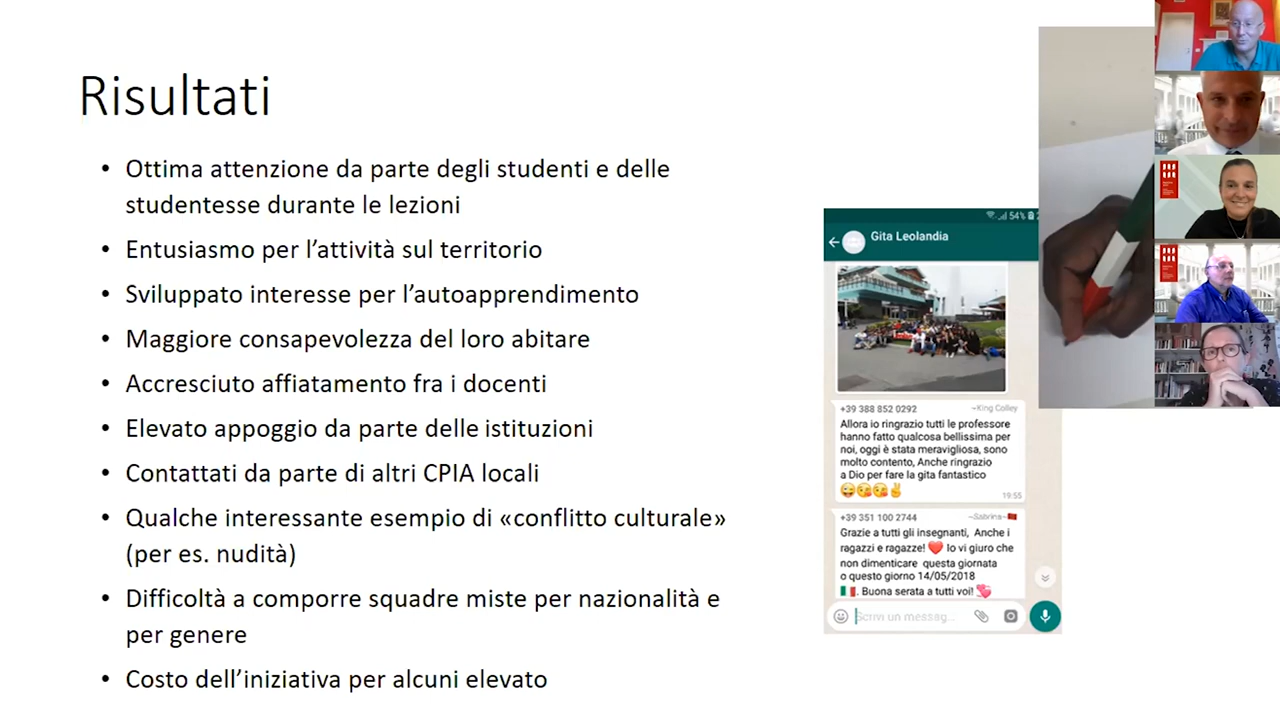 Risultati
• Ottima attenzione da parte degli studenti e delle
studentesse durante le lezioni
• Entusiasmo per l’attività sul territorio
• Sviluppato interesse per l’autoapprendimento
• Maggiore consapevolezza del loro abitare
• Accresciuto affiatamento fra i docenti
• Elevato appoggio da parte delle istituzioni
• Contattati da parte di altri CPIA locali
• Qualche interessante esempio di «conflitto culturale»
(per es. nudità)
• Difficoltà a comporre squadre miste per nazionalità e
per genere
• Costo dell’iniziativa per alcuni elevato
54%
Gita Leolandia
+39 388 852 0292 ~King Colley
Allora io ringrazio tutti le professore
hanno fatto qualcosa bellissima per
noi, oggi è stata meravigliosa, sono
molto contento, Anche ringrazio
a Dio per fare la gita fantastico
😜😘😘✌
19:55
+39 351 100 2744 ~Sabrina~
Grazie a tutti gli insegnanti, Anche i
ragazzi e ragazze! ❤ Io vi giuro che
non dimenticare questa giornata
o questo giorno 14/05/2018
🇮🇹. Buona serata a tutti voi! 💕
Scrivi un messag...